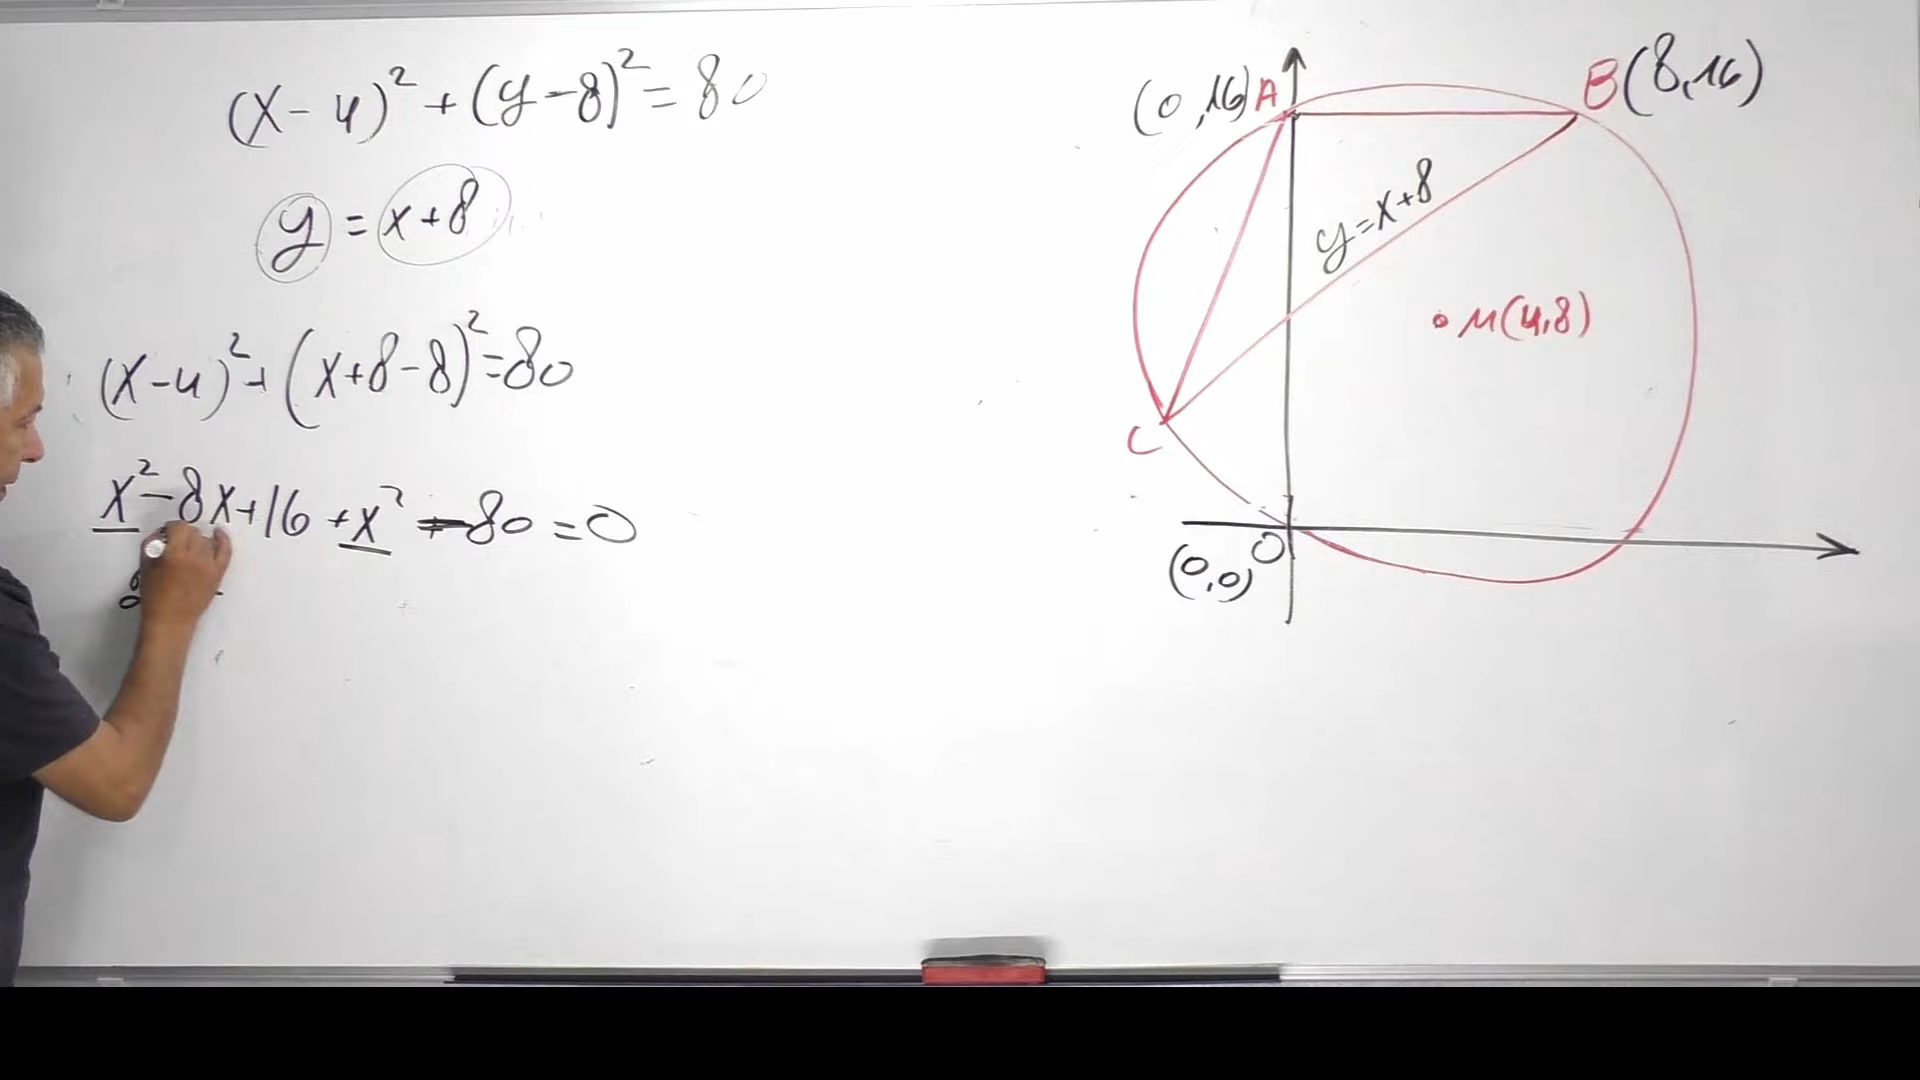 (x-4)² + (y-8)² = 80
y = x+8
(x-4)² + (x+8-8)² = 80
x² - 8x + 16 + x² - 80 = 0
(0,16) A
B (8,16)
y = x+8
M(4,8)
C
O
(0,0)